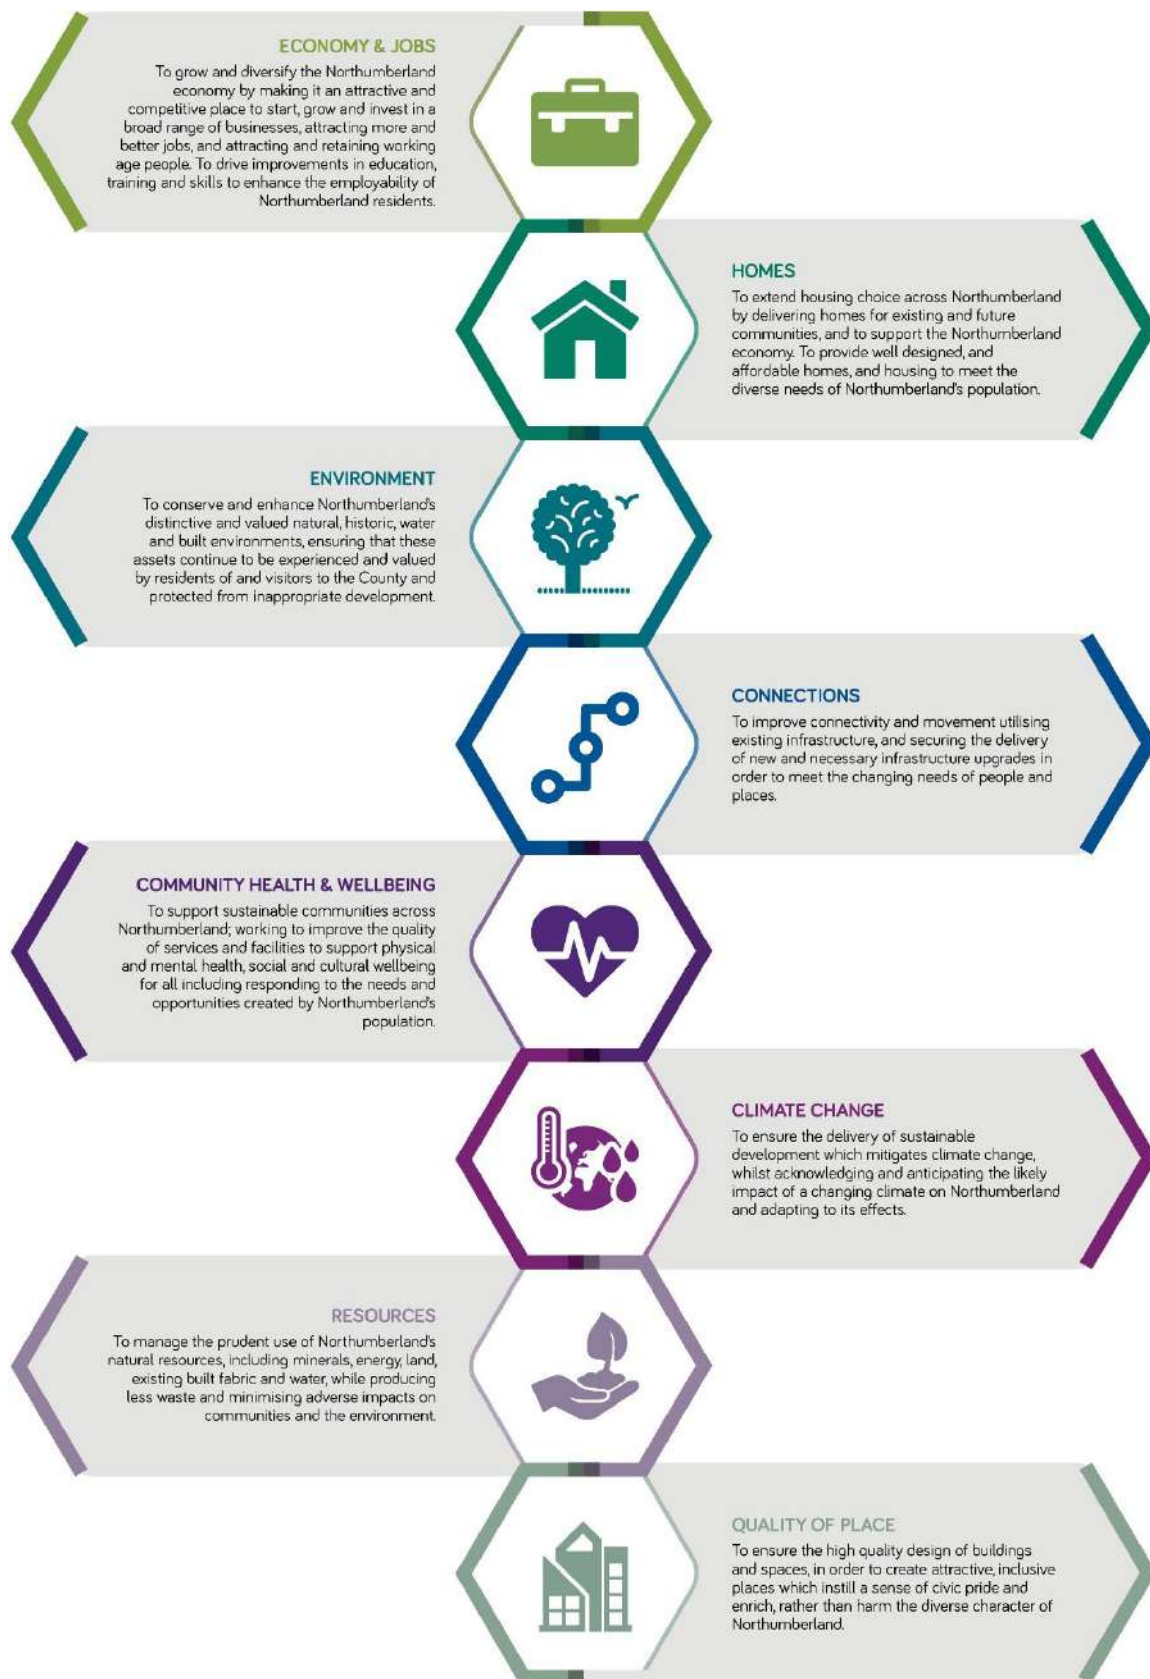 ECONOMY & JOBS
To grow and diversify the Northumberland
economy by making it an attractive and
competitive place to start, grow and invest in a
broad range of businesses, attracting more and
better jobs, and attracting and retaining working
age people. To drive improvements in education,
training and skills to enhance the employability of
Northumberland residents.
HOMES
To extend housing choice across Northumberland
by delivering homes for existing and future
communities, and to support the Northumberland
economy. To provide well designed, and
affordable homes, and housing to meet the
diverse needs of Northumberland's population.
ENVIRONMENT
To conserve and enhance Northumberland's
distinctive and valued natural, historic, water
and built environments, ensuring that these
assets continue to be experienced and valued
by residents of and visitors to the County and
protected from inappropriate development.
CONNECTIONS
To improve connectivity and movement utilising
existing infrastructure, and securing the delivery
of new and necessary infrastructure upgrades in
order to meet the changing needs of people and
places.
COMMUNITY HEALTH & WELLBEING
To support sustainable communities across
Northumberland; working to improve the quality
of services and facilities to support physical
and mental health, social and cultural wellbeing
for all including responding to the needs and
opportunities created by Northumberland's
population.
CLIMATE CHANGE
To ensure the delivery of sustainable
development which mitigates climate change,
whilst acknowledging and anticipating the likely
impact of a changing climate on Northumberland
and adapting to its effects.
RESOURCES
To manage the prudent use of Northumberland's
natural resources, including minerals, energy, land,
existing built fabric and water, while producing
less waste and minimising adverse impacts on
communities and the environment.
QUALITY OF PLACE
To ensure the high quality design of buildings
and spaces, in order to create attractive, inclusive
places which instill a sense of civic pride and
enrich, rather than harm the diverse character of
Northumberland.